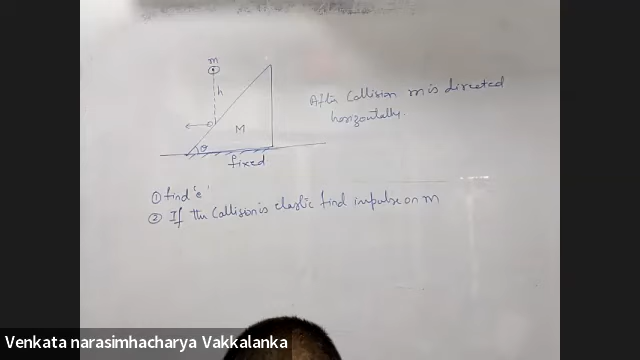 m
h
After Collision m is directed
horizontally.
M
θ
fixed
① find 'e'
② If the Collision is elastic find impulse on m
Venkata narasimhacharya Vakkalanka